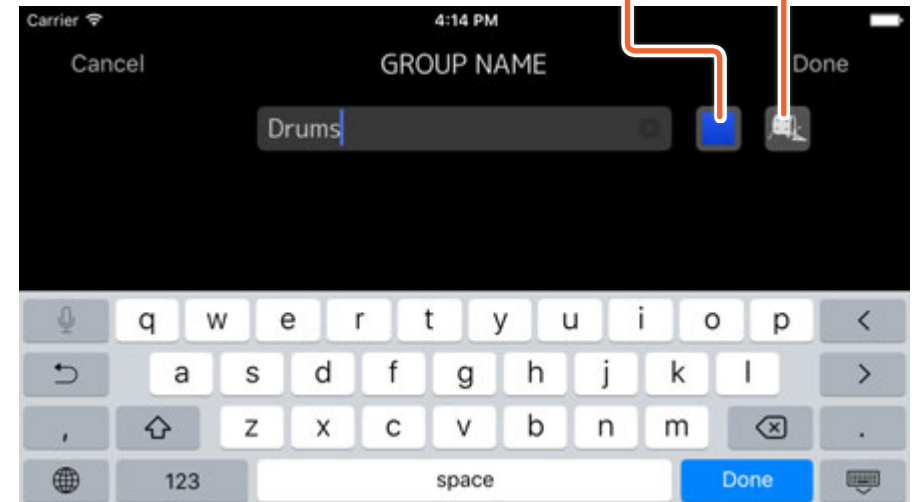 Carrier 4:14 PM
Cancel GROUP NAME Done
Drums
q w e r t y u i o p <
a s d f g h j k l >
, z x c v b n m .
123 space Done